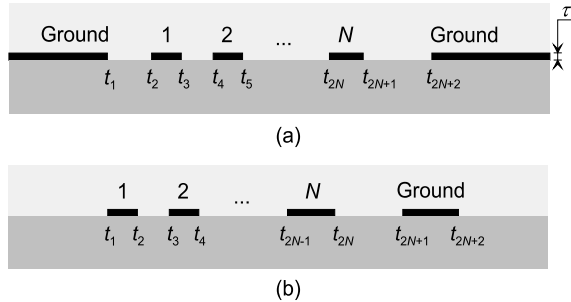 Ground 1 2 ... N Ground τ
t1 t2 t3 t4 t5 t2N t2N+1 t2N+2
(a)
1 2 ... N Ground
t1 t2 t3 t4 t2N-1 t2N t2N+1 t2N+2
(b)